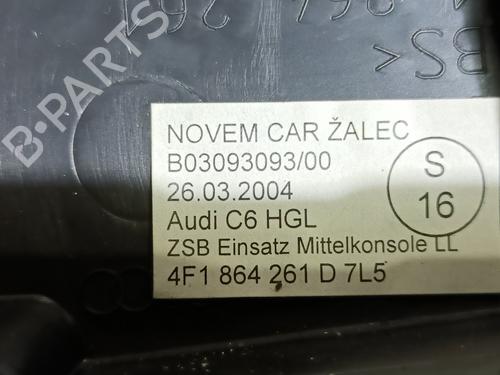 B-PARTS
>BS
NOVEM CAR ŽALEC
B03093093/00
26.03.2004
Audi C6 HGL
ZSB Einsatz Mittelkonsole LL
4F1 864 261 D 7L5
S
16